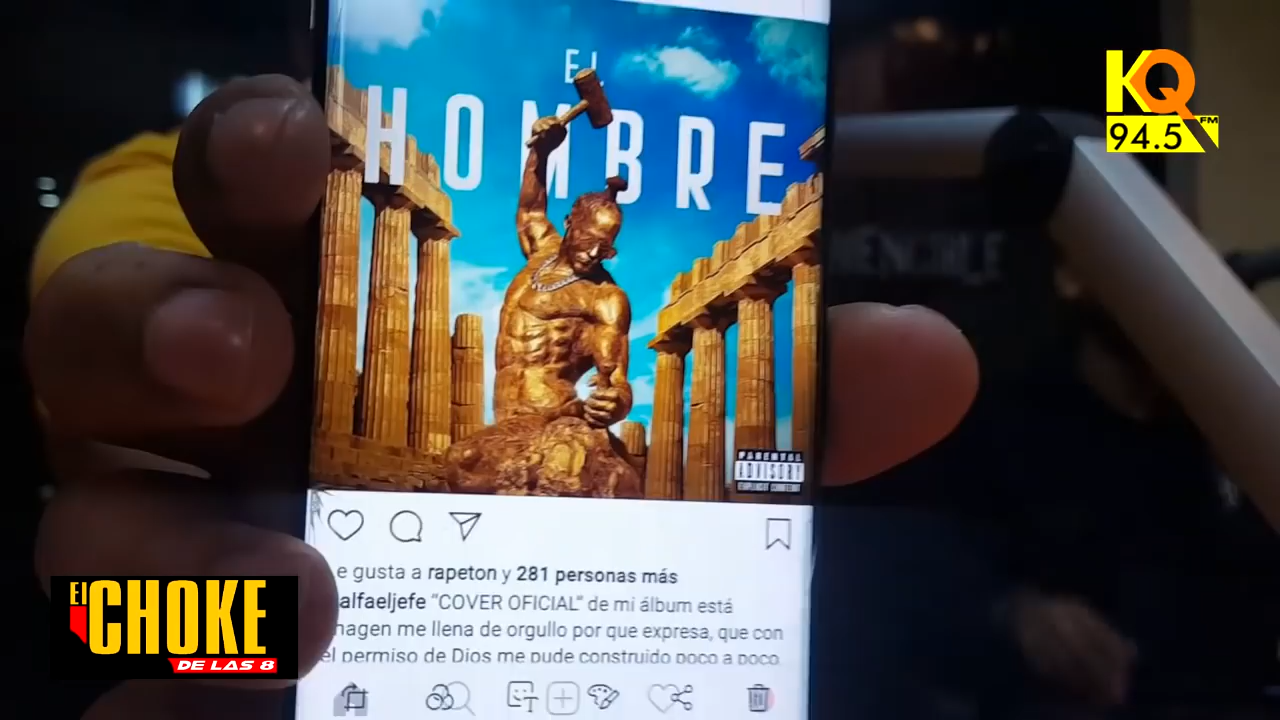 EL
HOMBRE
PARENTAL
ADVISORY
KQ
94.5 FM
e gusta a rapeton y 281 personas más
alfaeljefe "COVER OFICIAL" de mi álbum está
magen me llena de orgullo por que expresa, que con
el permiso de Dios me pude construido poco a poco
El CHOKE
DE LAS 8